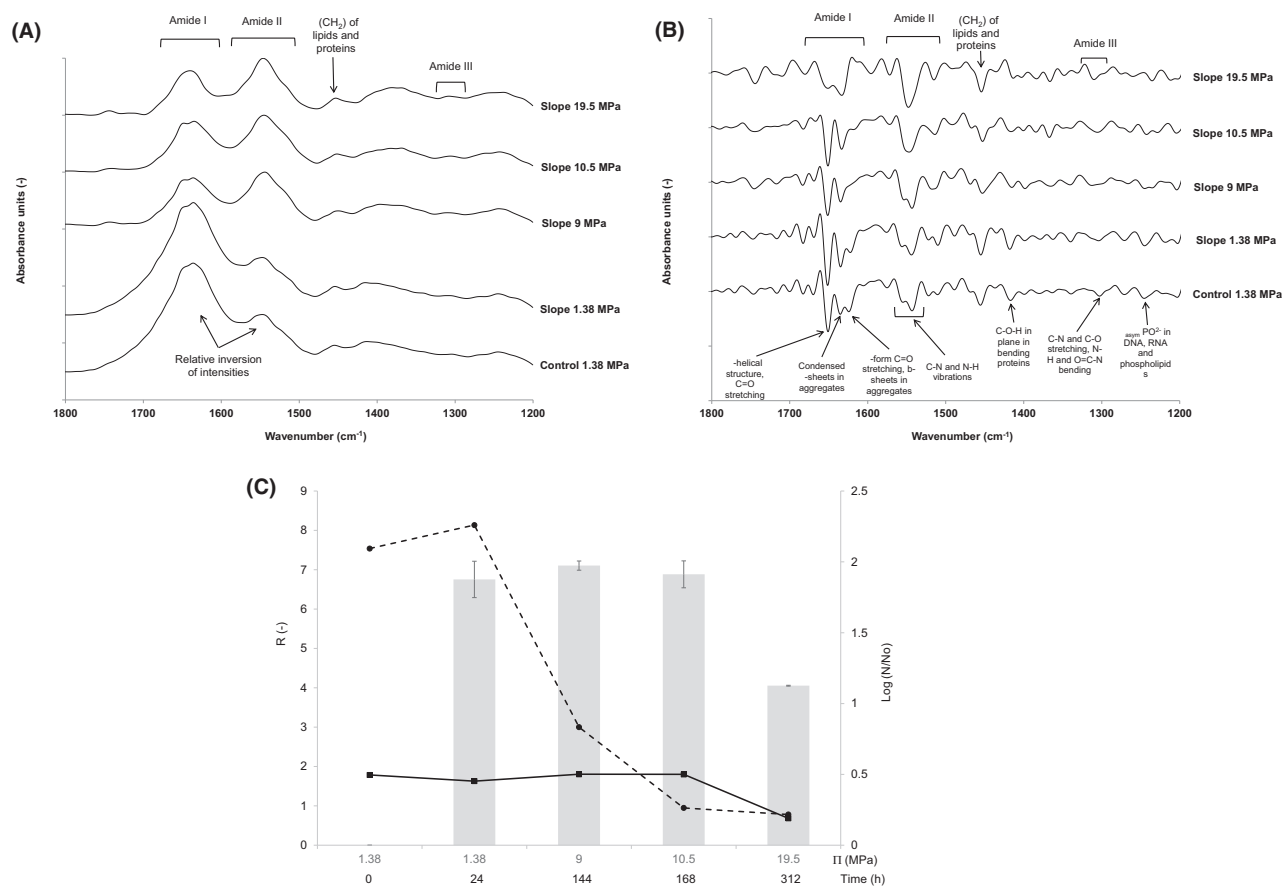 (A)
Amide I
Amide II
(CH2) of
lipids and
proteins
Amide III
Slope 19.5 MPa
Slope 10.5 MPa
Slope 9 MPa
Slope 1.38 MPa
Control 1.38 MPa
Relative inversion
of intensities
Absorbance units (-)
1800 1700 1600 1500 1400 1300 1200
Wavenumber (cm-1)
(B)
Amide I
Amide II
(CH2) of
lipids and
proteins
Amide III
Slope 19.5 MPa
Slope 10.5 MPa
Slope 9 MPa
Slope 1.38 MPa
Control 1.38 MPa
-helical
structure,
C=O
stretching
Condensed
-sheets in
aggregates
-form C=O
stretching, b-
sheets in
aggregates
C-N and N-H
vibrations
C-O-H in
plane in
bending
proteins
C-N and C-O
stretching, N-
H and O=C-N
bending
asym PO2- in
DNA, RNA
and
phospholipid
s
Absorbance units (-)
1800 1700 1600 1500 1400 1300 1200
Wavenumber (cm-1)
(C)
R (-)
9
8
7
6
5
4
3
2
1
0
2.5
2
1.5
1
0.5
0
Log (N/No)
1.38 1.38 9 10.5 19.5 Π (MPa)
0 24 144 168 312 Time (h)